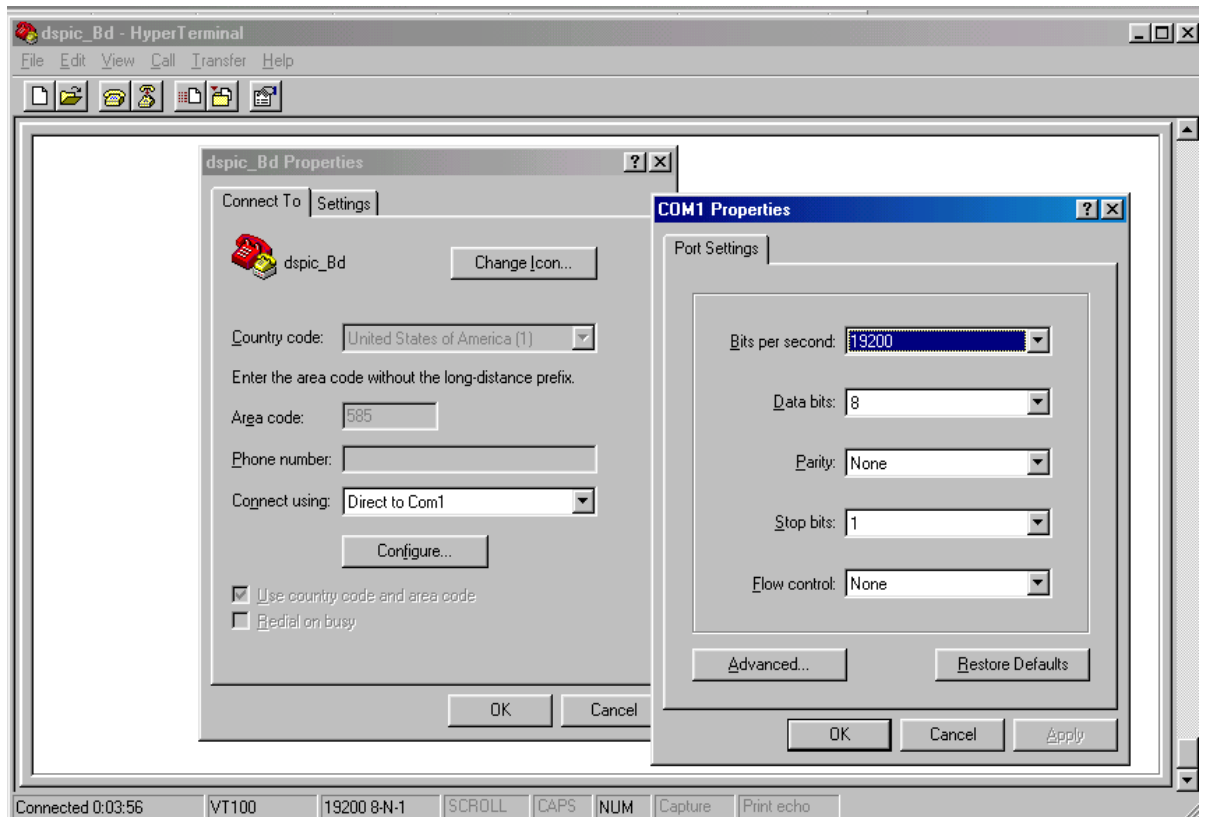 dspic_Bd - HyperTerminal
File Edit View Call Transfer Help
dspic_Bd Properties
Connect To Settings
dspic_Bd
Change Icon...
Country code: United States of America (1)
Enter the area code without the long-distance prefix.
Area code: 585
Phone number:
Connect using: Direct to Com1
Configure...
Use country code and area code
Redial on busy
OK Cancel
COM1 Properties
Port Settings
Bits per second: 19200
Data bits: 8
Parity: None
Stop bits: 1
Flow control: None
Advanced... Restore Defaults
OK Cancel Apply
Connected 0:03:56 VT100 19200 8-N-1 SCROLL CAPS NUM Capture Print echo